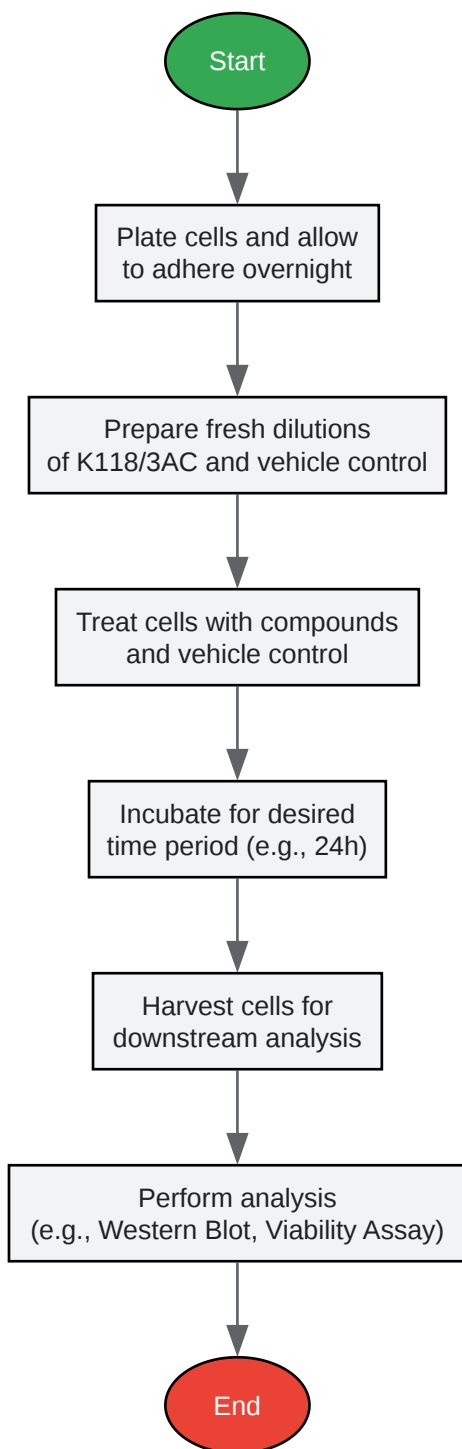 Start
Plate cells and allow
to adhere overnight
Prepare fresh dilutions
of K118/3AC and vehicle control
Treat cells with compounds
and vehicle control
Incubate for desired
time period (e.g., 24h)
Harvest cells for
downstream analysis
Perform analysis
(e.g., Western Blot, Viability Assay)
End